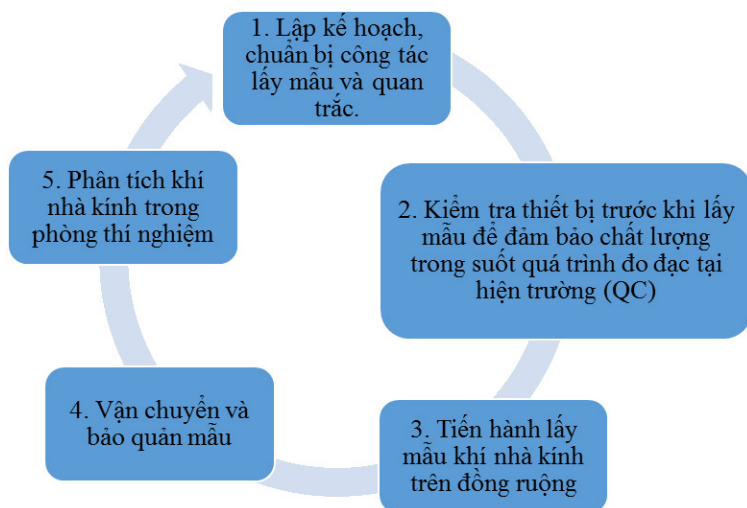 1. Lập kế hoạch,
chuẩn bị công tác
lấy mẫu và quan
trắc.
2. Kiểm tra thiết bị trước khi lấy
mẫu để đảm bảo chất lượng
trong suốt quá trình đo đạc tại
hiện trường (QC)
3. Tiến hành lấy
mẫu khí nhà kính
trên đồng ruộng
4. Vận chuyển và
bảo quản mẫu
5. Phân tích khí
nhà kính trong
phòng thí nghiệm